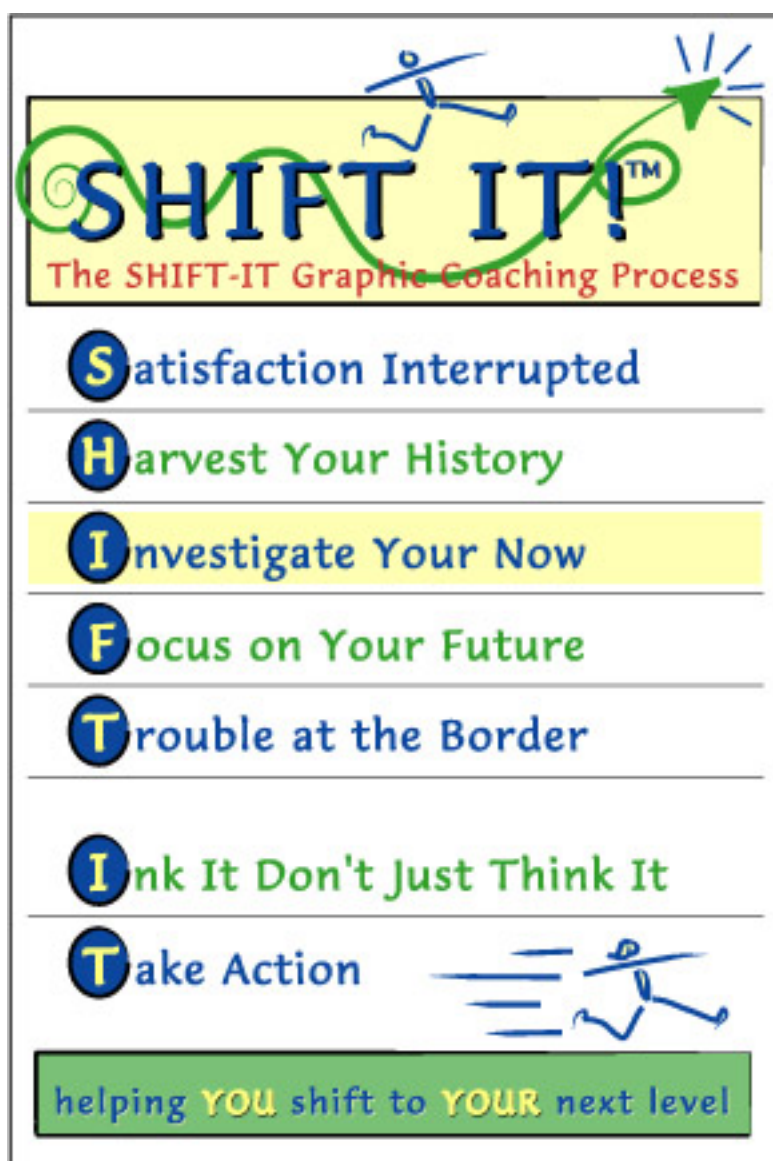 SHIFT IT!™
The SHIFT-IT Graphic Coaching Process
Satisfaction Interrupted
Harvest Your History
Investigate Your Now
Focus on Your Future
Trouble at the Border
Ink It Don't Just Think It
Take Action
helping YOU shift to YOUR next level